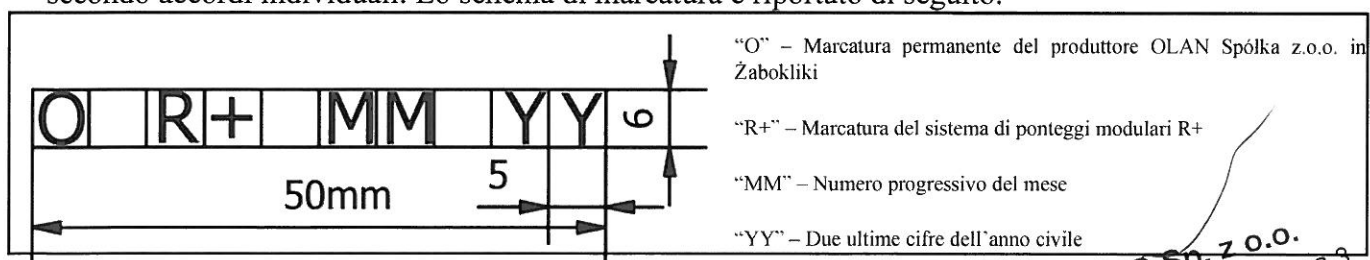 secondo accordi individuali. Lo schema di marcatura è riportato di seguito:
O R+ MM YY
6
5
50mm
“O” – Marcatura permanente del produttore OLAN Spółka z.o.o. in
Żabokliki
“R+” – Marcatura del sistema di ponteggi modulari R+
“MM” – Numero progressivo del mese
“YY” – Due ultime cifre dell`anno civile
Sp. z o.o.